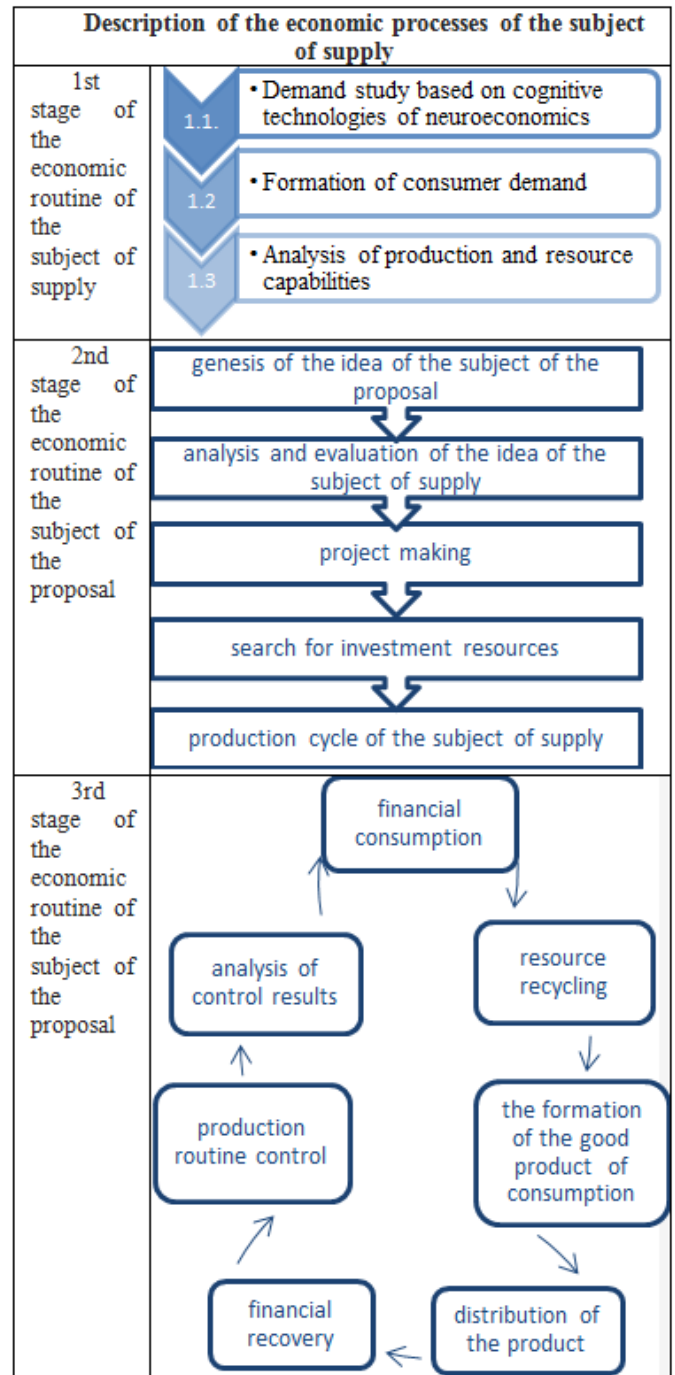 Description of the economic processes of the subject
of supply
1st
stage of
the
economic
routine of
the
subject of
supply
1.1.
• Demand study based on cognitive
technologies of neuroeconomics
1.2
• Formation of consumer demand
1.3
• Analysis of production and resource
capabilities
2nd
stage of
the
economic
routine of
the
subject of
the
proposal
genesis of the idea of the subject of the
proposal
analysis and evaluation of the idea of the
subject of supply
project making
search for investment resources
production cycle of the subject of supply
3rd
stage of
the
economic
routine of
the
subject of
the
proposal
financial
consumption
resource
recycling
the formation
of the good
product of
consumption
distribution of
the product
financial
recovery
production
routine control
analysis of
control results